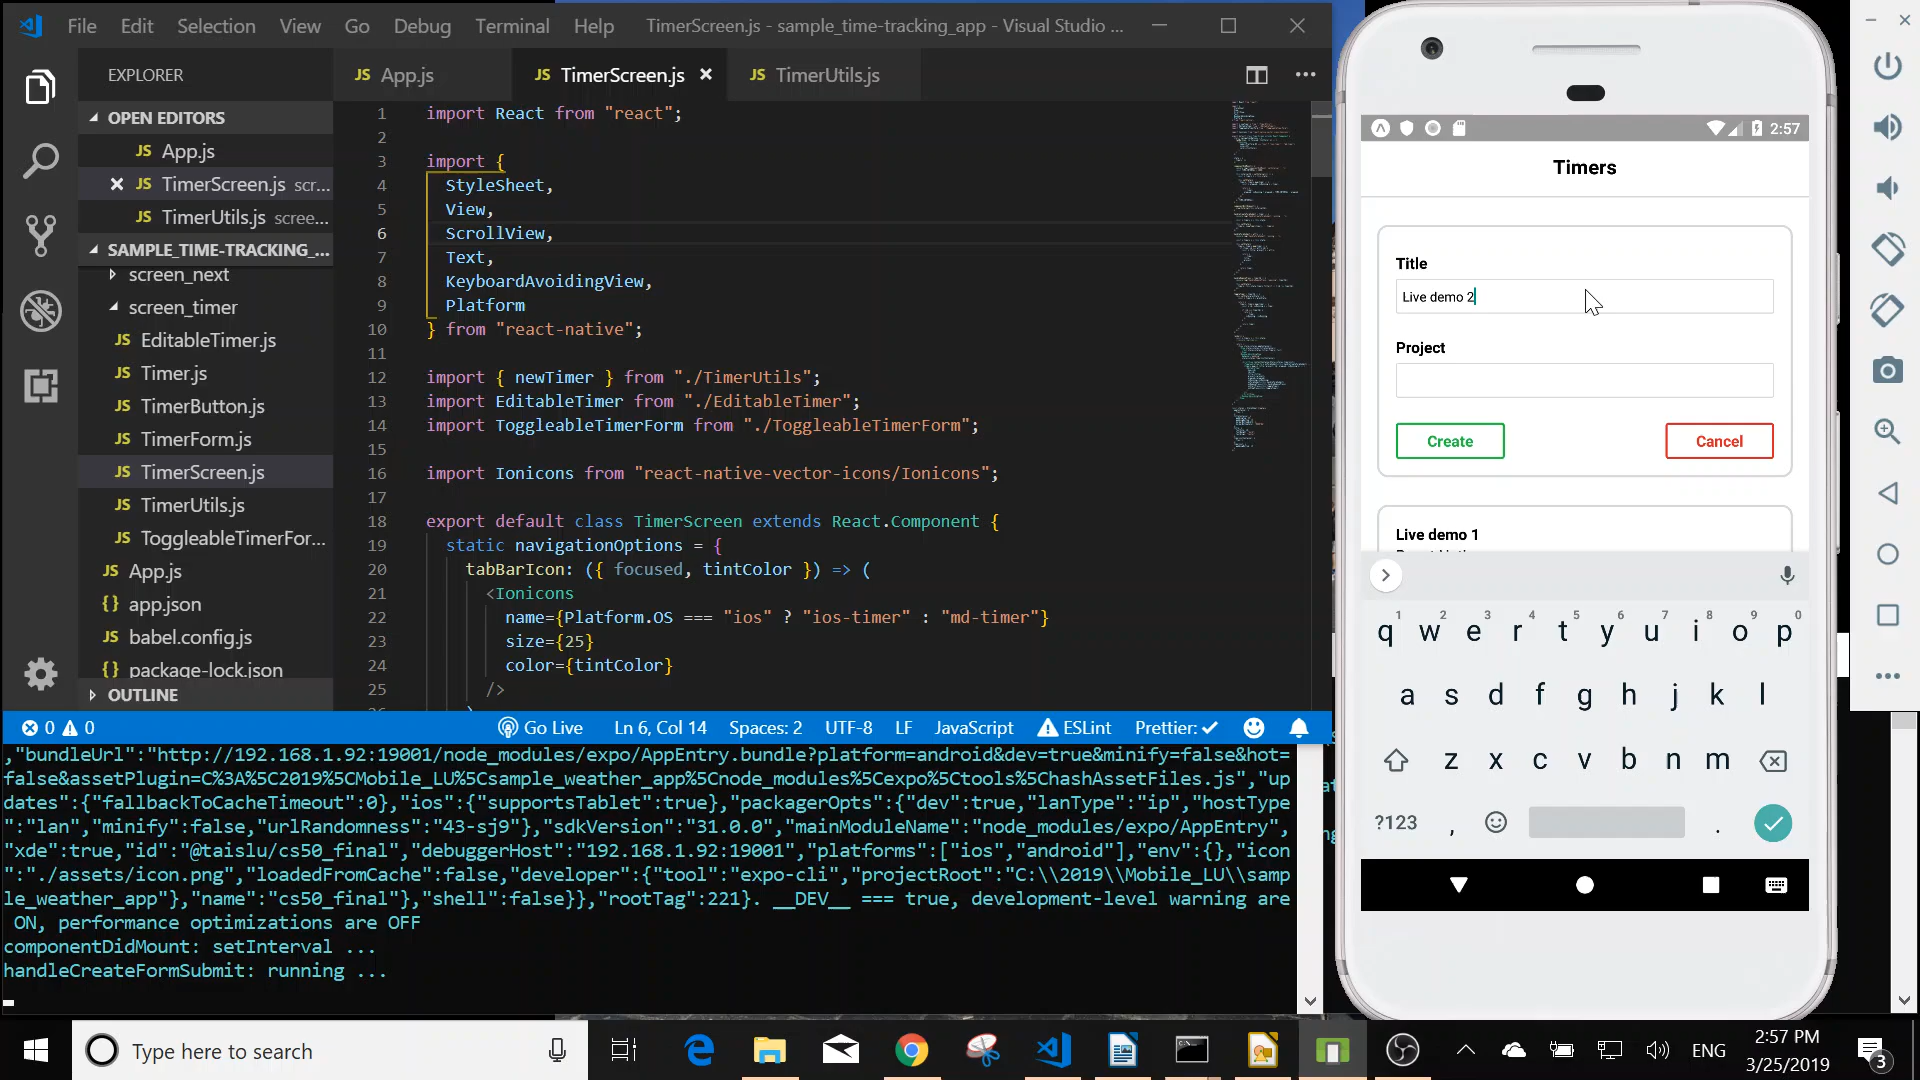 File Edit Selection View Go Debug Terminal Help TimerScreen.js - sample_time-tracking_app - Visual Studio ...
EXPLORER
OPEN EDITORS
JS App.js
JS TimerScreen.js scr...
JS TimerUtils.js scree...
SAMPLE_TIME-TRACKING_...
screen_next
screen_timer
JS EditableTimer.js
JS Timer.js
JS TimerButton.js
JS TimerForm.js
JS TimerScreen.js
JS TimerUtils.js
JS ToggleableTimerFor...
JS App.js
{} app.json
JS babel.config.js
{} package-lock.json
OUTLINE
JS App.js JS TimerScreen.js JS TimerUtils.js
1 import React from "react";
2
3 import {
4 StyleSheet,
5 View,
6 ScrollView,
7 Text,
8 KeyboardAvoidingView,
9 Platform
10 } from "react-native";
11
12 import { newTimer } from "./TimerUtils";
13 import EditableTimer from "./EditableTimer";
14 import ToggleableTimerForm from "./ToggleableTimerForm";
15
16 import Ionicons from "react-native-vector-icons/Ionicons";
17
18 export default class TimerScreen extends React.Component {
19 static navigationOptions = {
20 tabBarIcon: ({ focused, tintColor }) => (
21 <Ionicons
22 name={Platform.OS === "ios" ? "ios-timer" : "md-timer"}
23 size={25}
24 color={tintColor}
25 />
0 0 Go Live Ln 6, Col 14 Spaces: 2 UTF-8 LF JavaScript ESLint Prettier: ✓
,"bundleUrl":"http://192.168.1.92:19001/node_modules/expo/AppEntry.bundle?platform=android&dev=true&minify=false&hot=
false&assetPlugin=C%3A%5C2019%5CMobile_LU%5Csample_weather_app%5Cnode_modules%5Cexpo%5Ctools%5ChashAssetFiles.js","up
dates":{"fallbackToCacheTimeout":0},"ios":{"supportsTablet":true},"packagerOpts":{"dev":true,"lanType":"ip","hostType
":"lan","minify":false,"urlRandomness":"43-sj9"},"sdkVersion":"31.0.0","mainModuleName":"node_modules/expo/AppEntry",
"xde":true,"id":"@taislu/cs50_final","debuggerHost":"192.168.1.92:19001","platforms":["ios","android"],"env":{},"icon
":"./assets/icon.png","loadedFromCache":false,"developer":{"tool":"expo-cli","projectRoot":"C:\\2019\\Mobile_LU\\samp
le_weather_app"},"name":"cs50_final"},"shell":false}},"rootTag":221}. __DEV__ === true, development-level warning are
ON, performance optimizations are OFF
componentDidMount: setInterval ...
handleCreateFormSubmit: running ...
2:57
Timers
Title
Live demo 2
Project
Create Cancel
Live demo 1
1 2 3 4 5 6 7 8 9 0
q w e r t y u i o p
a s d f g h j k l
z x c v b n m
?123 , .
Type here to search
ENG
2:57 PM
3/25/2019
3